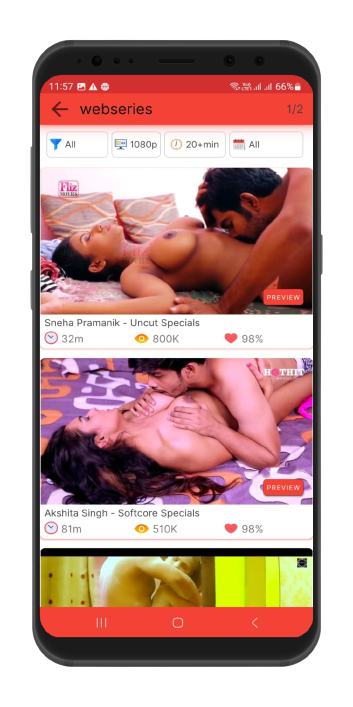 11:57 66%
webseries 1/2
All 1080p 20+min All
Fliz
MOVIES
PREVIEW
Sneha Pramanik - Uncut Specials
32m 800K 98%
HOTHIT
PREVIEW
Akshita Singh - Softcore Specials
81m 510K 98%